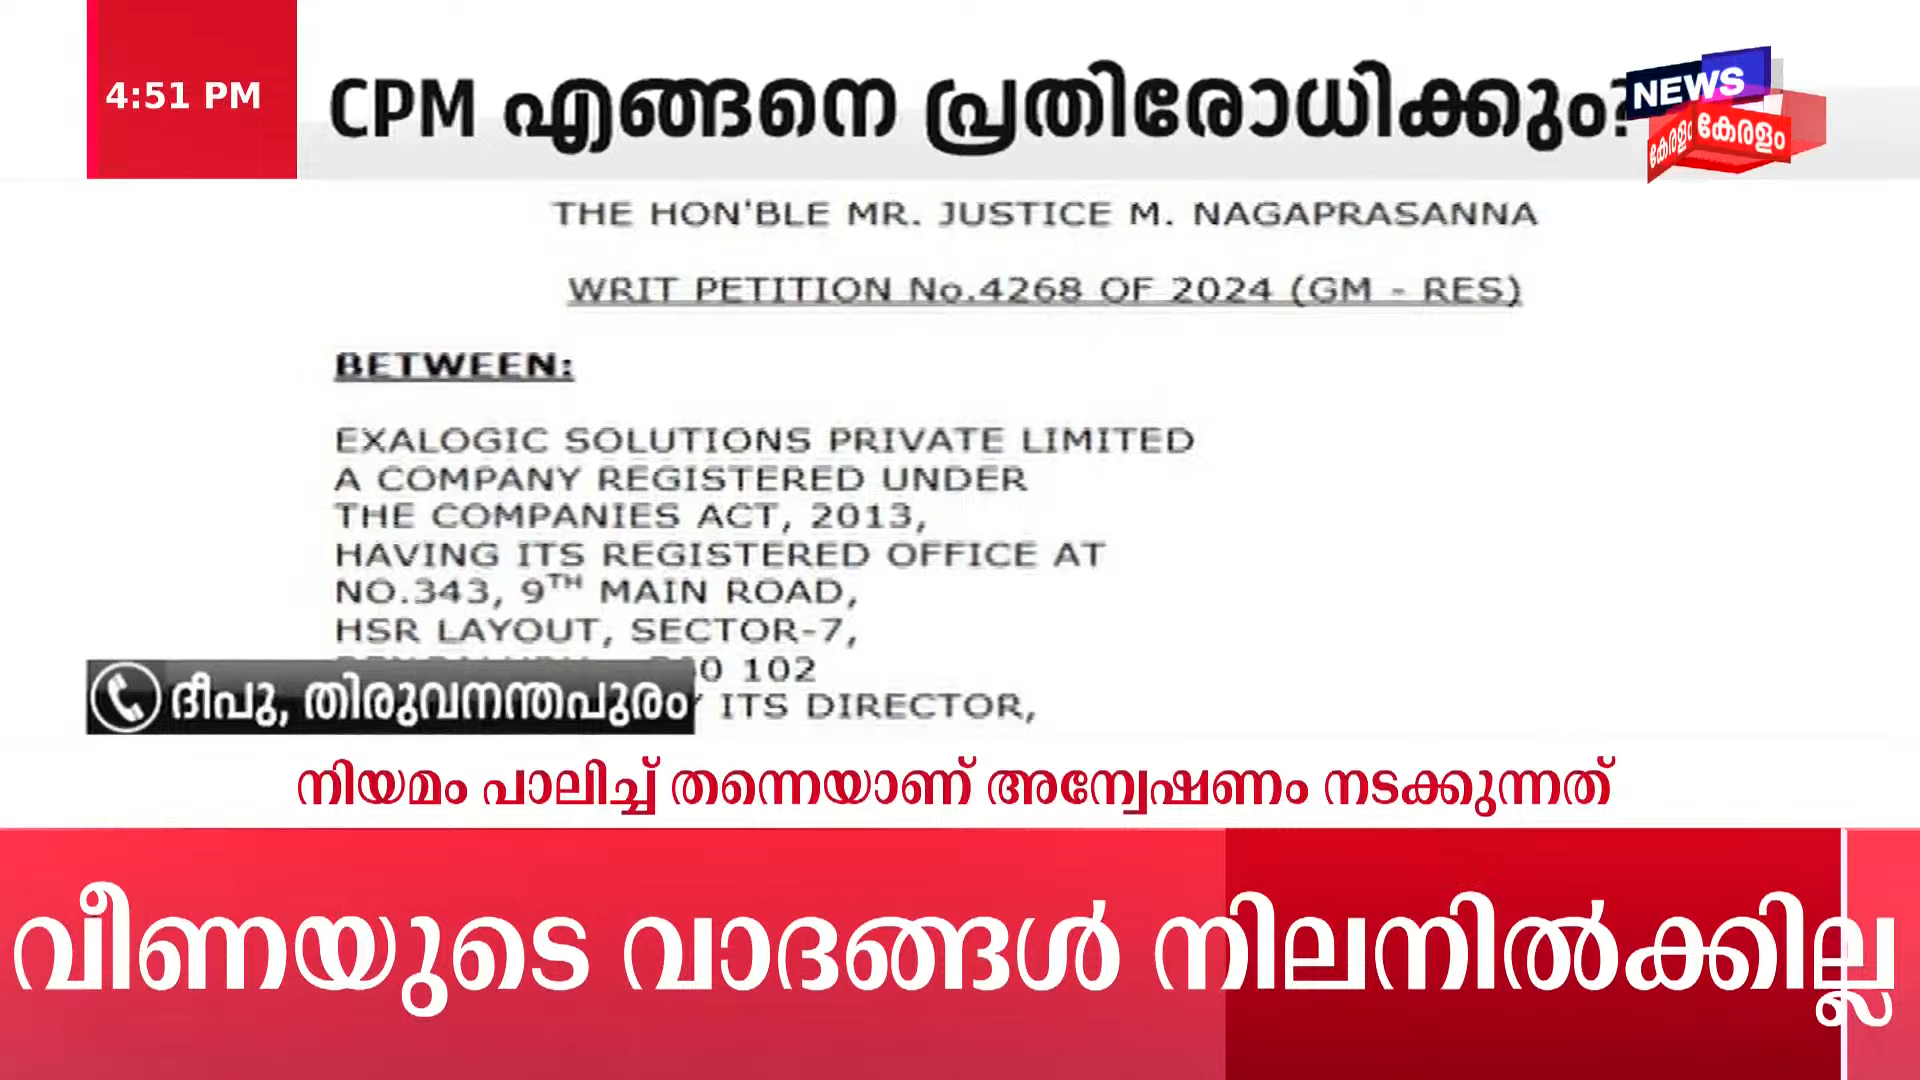 4:51 PM
CPM എങ്ങനെ പ്രതിരോധിക്കും?
NEWS
കേരളം കേരളം
THE HON'BLE MR. JUSTICE M. NAGAPRASANNA
WRIT PETITION No.4268 OF 2024 (GM - RES)
BETWEEN:
EXALOGIC SOLUTIONS PRIVATE LIMITED
A COMPANY REGISTERED UNDER
THE COMPANIES ACT, 2013,
HAVING ITS REGISTERED OFFICE AT
NO.343, 9TH MAIN ROAD,
HSR LAYOUT, SECTOR-7,
102
ITS DIRECTOR,
ദീപു, തിരുവനന്തപുരം
നിയമം പാലിച്ച് തന്നെയാണ് അന്വേഷണം നടക്കുന്നത്
വീണയുടെ വാദങ്ങൾ നിലനിൽക്കില്ല